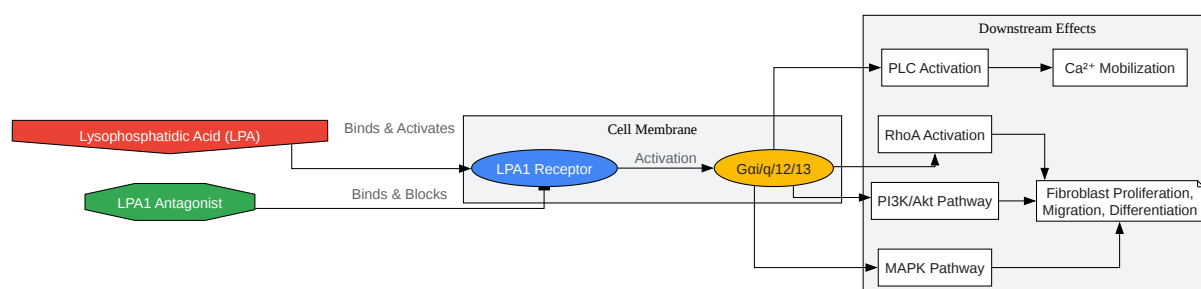 Downstream Effects
PLC Activation
Ca²⁺ Mobilization
Lysophosphatidic Acid (LPA)
Binds & Activates
Cell Membrane
RhoA Activation
LPA1 Receptor
Activation
Gαi/q/12/13
LPA1 Antagonist
Binds & Blocks
PI3K/Akt Pathway
Fibroblast Proliferation,
Migration, Differentiation
MAPK Pathway